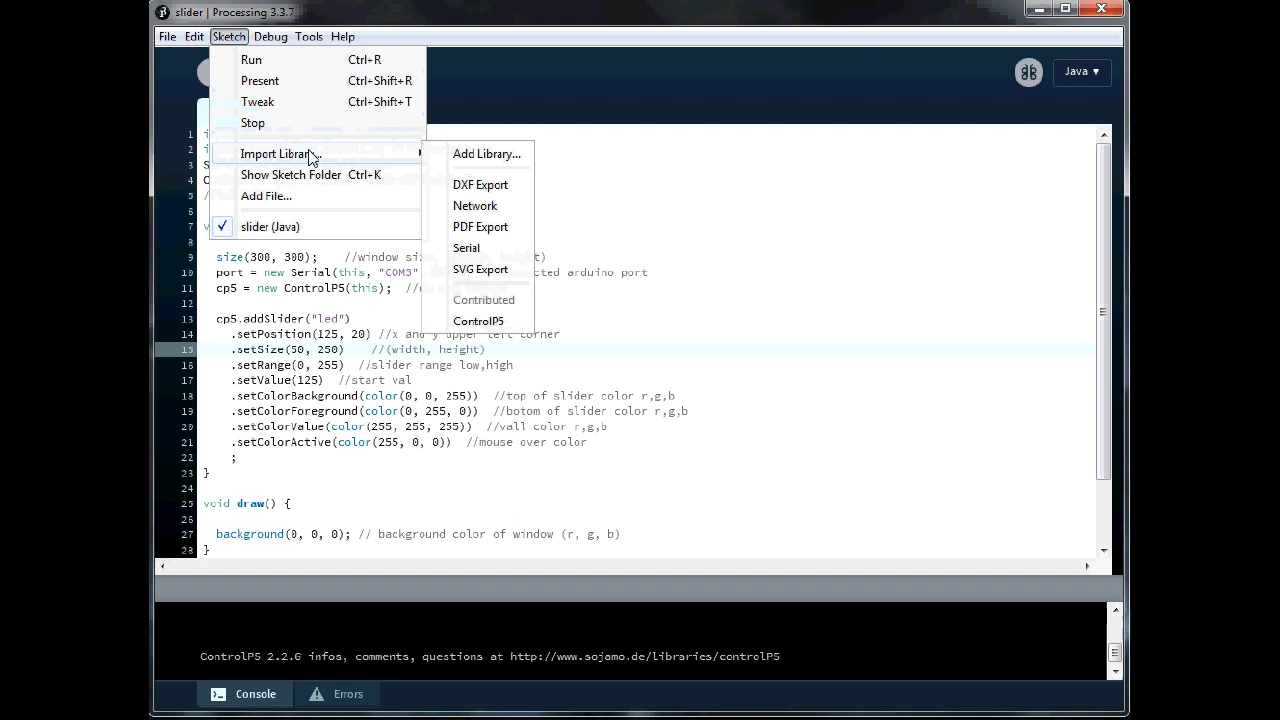 slider | Processing 3.3.7
File Edit Sketch Debug Tools Help
Java ▾
Run Ctrl+R
Present Ctrl+Shift+R
Tweak Ctrl+Shift+T
Stop
Import Librar
Show Sketch Folder Ctrl+K
Add File...
✓ slider (Java)
Add Library...
DXF Export
Network
PDF Export
Serial
SVG Export
Contributed
ControlP5
1
2
3
4
5
6
7
8
9 size(300, 300); //window
10 port = new Serial(this, "COM3" arduino port
11 cp5 = new ControlP5(this); //
12
13 cp5.addSlider("led")
14 .setPosition(125, 20) //x and y upper left corner
15 .setSize(50, 250) //(width, height)
16 .setRange(0, 255) //slider range low,high
17 .setValue(125) //start val
18 .setColorBackground(color(0, 0, 255)) //top of slider color r,g,b
19 .setColorForeground(color(0, 255, 0)) //botom of slider color r,g,b
20 .setColorValue(color(255, 255, 255)) //vall color r,g,b
21 .setColorActive(color(255, 0, 0)) //mouse over color
22 ;
23 }
24
25 void draw() {
26
27 background(0, 0, 0); // background color of window (r, g, b)
28 }
ControlP5 2.2.6 infos, comments, questions at http://www.sojamo.de/libraries/controlP5
Console Errors